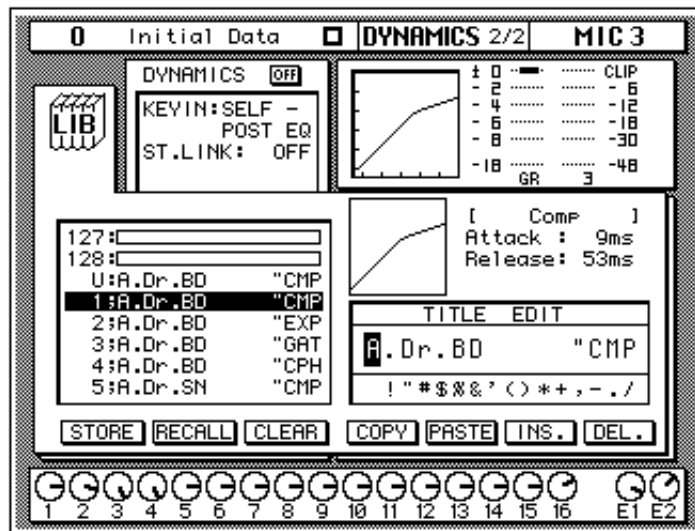 0 Initial Data DYNAMICS 2/2 MIC 3
DYNAMICS OFF
LIB
KEYIN:SELF -
POST EQ
ST.LINK: OFF
± 0 CLIP
- 2 - 6
- 4 - 12
- 6 - 18
- 8 - 30
- 18 - 48
GR 3
127:
128:
U:A.Dr.BD "CMP
1;A.Dr.BD "CMP
2;A.Dr.BD "EXP
3;A.Dr.BD "GAT
4;A.Dr.BD "CPH
5;A.Dr.SN "CMP
[ Comp ]
Attack : 9ms
Release: 53ms
TITLE EDIT
A.Dr.BD "CMP
!"#$%&'()*+,-./
STORE RECALL CLEAR COPY PASTE INS. DEL.
1 2 3 4 5 6 7 8 9 10 11 12 13 14 15 16 E1 E2